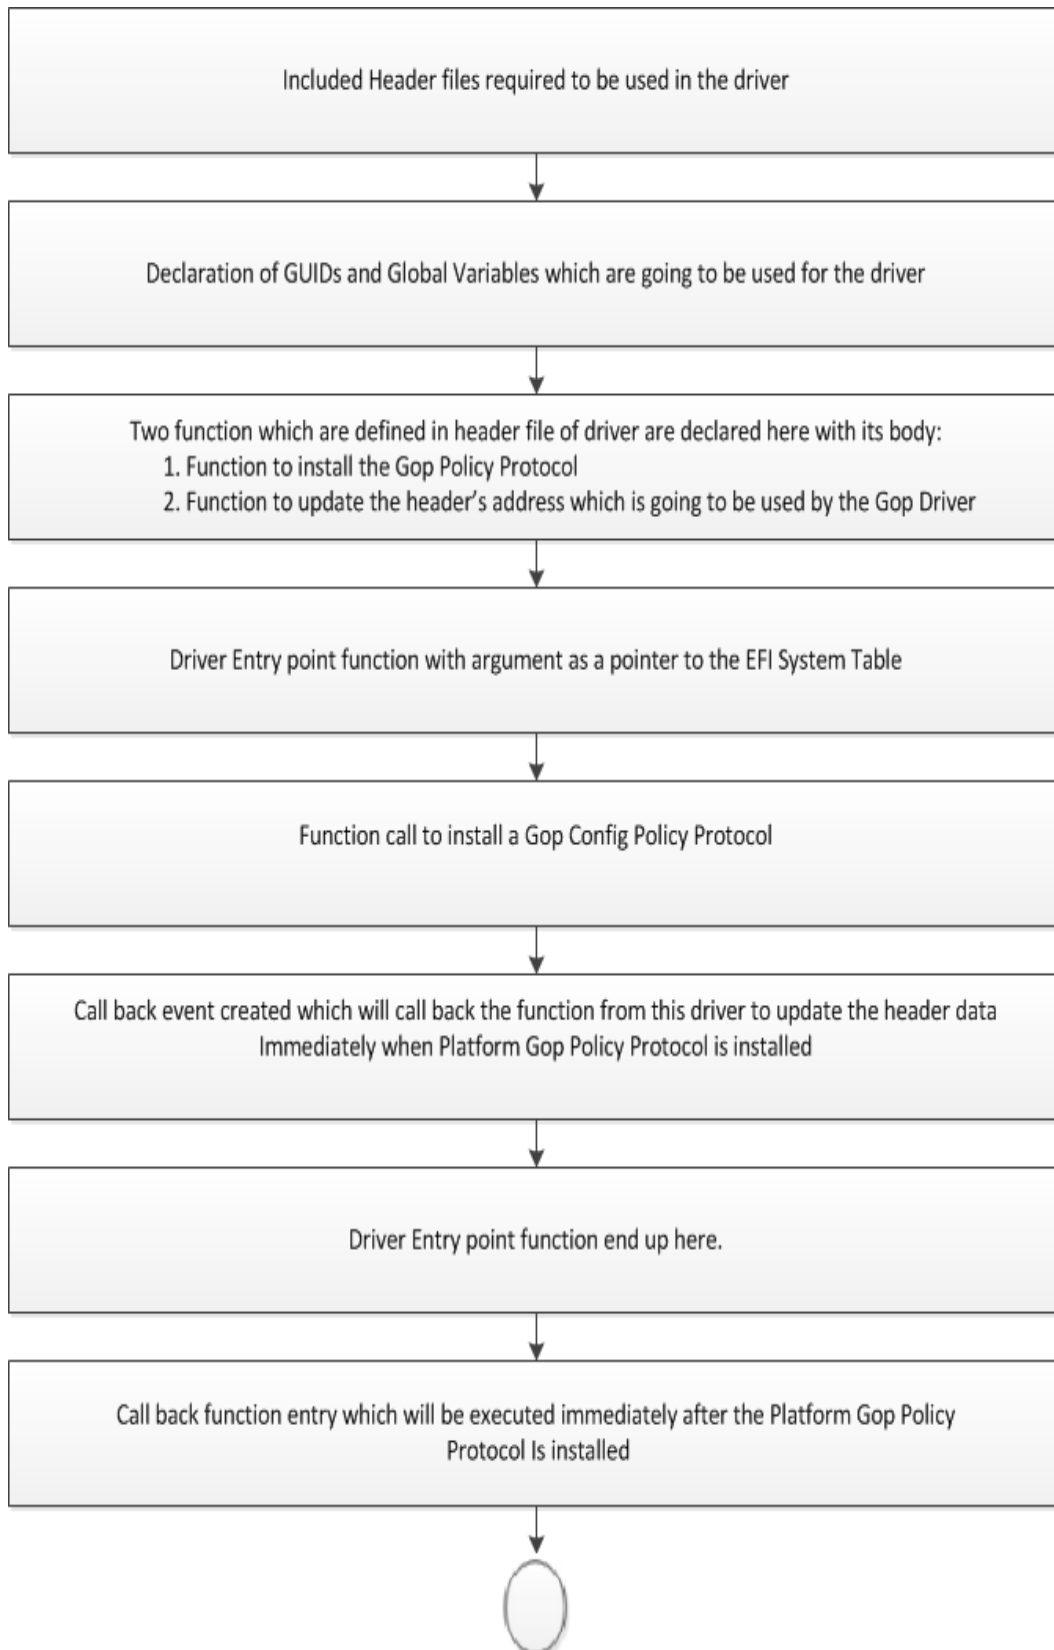 Included Header files required to be used in the driver
Declaration of GUIDs and Global Variables which are going to be used for the driver
Two function which are defined in header file of driver are declared here with its body:
1. Function to install the Gop Policy Protocol
2. Function to update the header’s address which is going to be used by the Gop Driver
Driver Entry point function with argument as a pointer to the EFI System Table
Function call to install a Gop Config Policy Protocol
Call back event created which will call back the function from this driver to update the header data
Immediately when Platform Gop Policy Protocol is installed
Driver Entry point function end up here.
Call back function entry which will be executed immediately after the Platform Gop Policy
Protocol Is installed